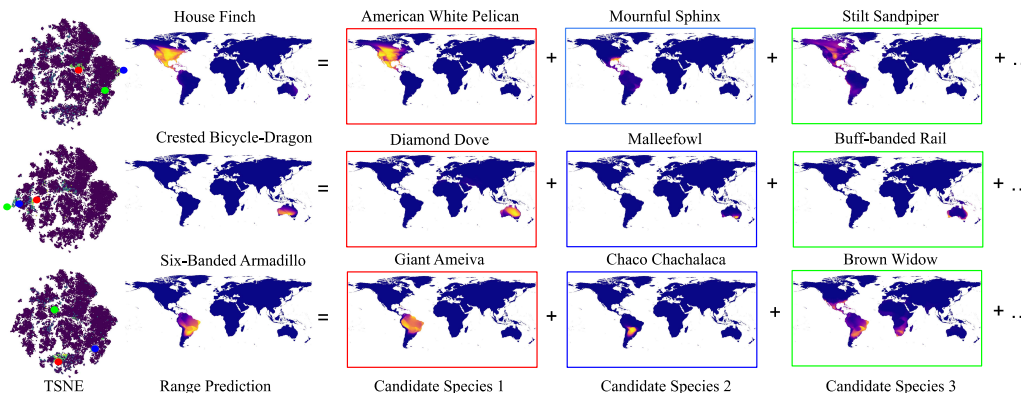 House Finch American White Pelican Mournful Sphinx Stilt Sandpiper
= + + + ..
Crested Bicycle-Dragon Diamond Dove Malleefowl Buff-banded Rail
= + + + ..
Six-Banded Armadillo Giant Ameiva Chaco Chachalaca Brown Widow
= + + + ..
TSNE Range Prediction Candidate Species 1 Candidate Species 2 Candidate Species 3